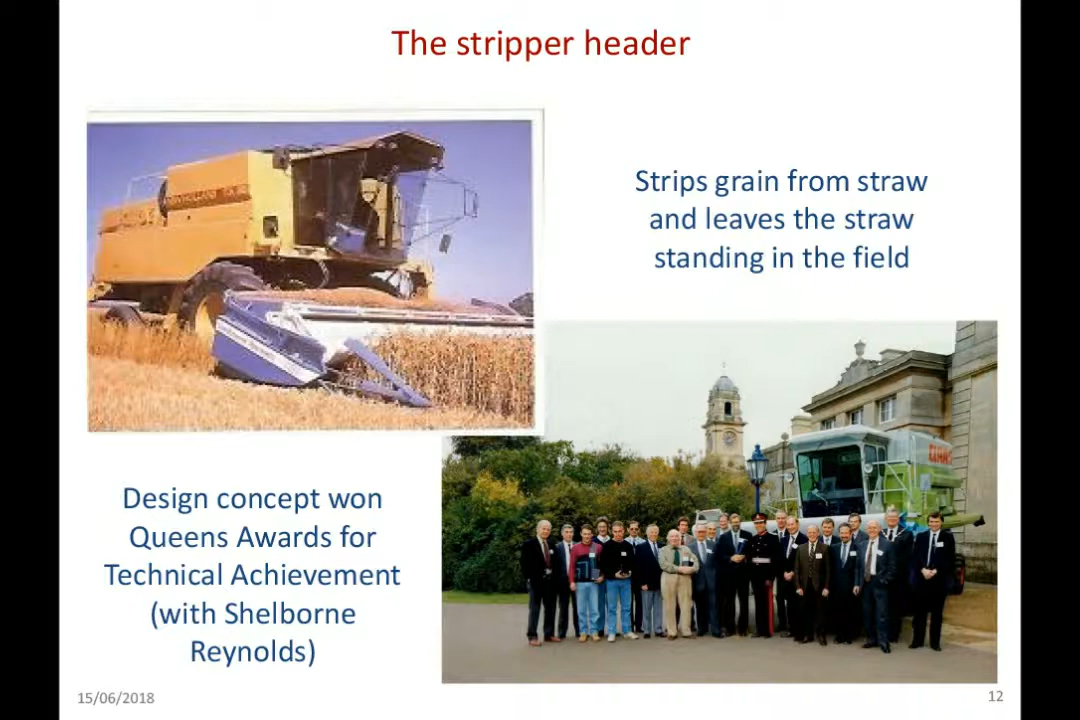 The stripper header
Strips grain from straw
and leaves the straw
standing in the field
CLAAS
Design concept won
Queens Awards for
Technical Achievement
(with Shelborne
Reynolds)
15/06/2018
12